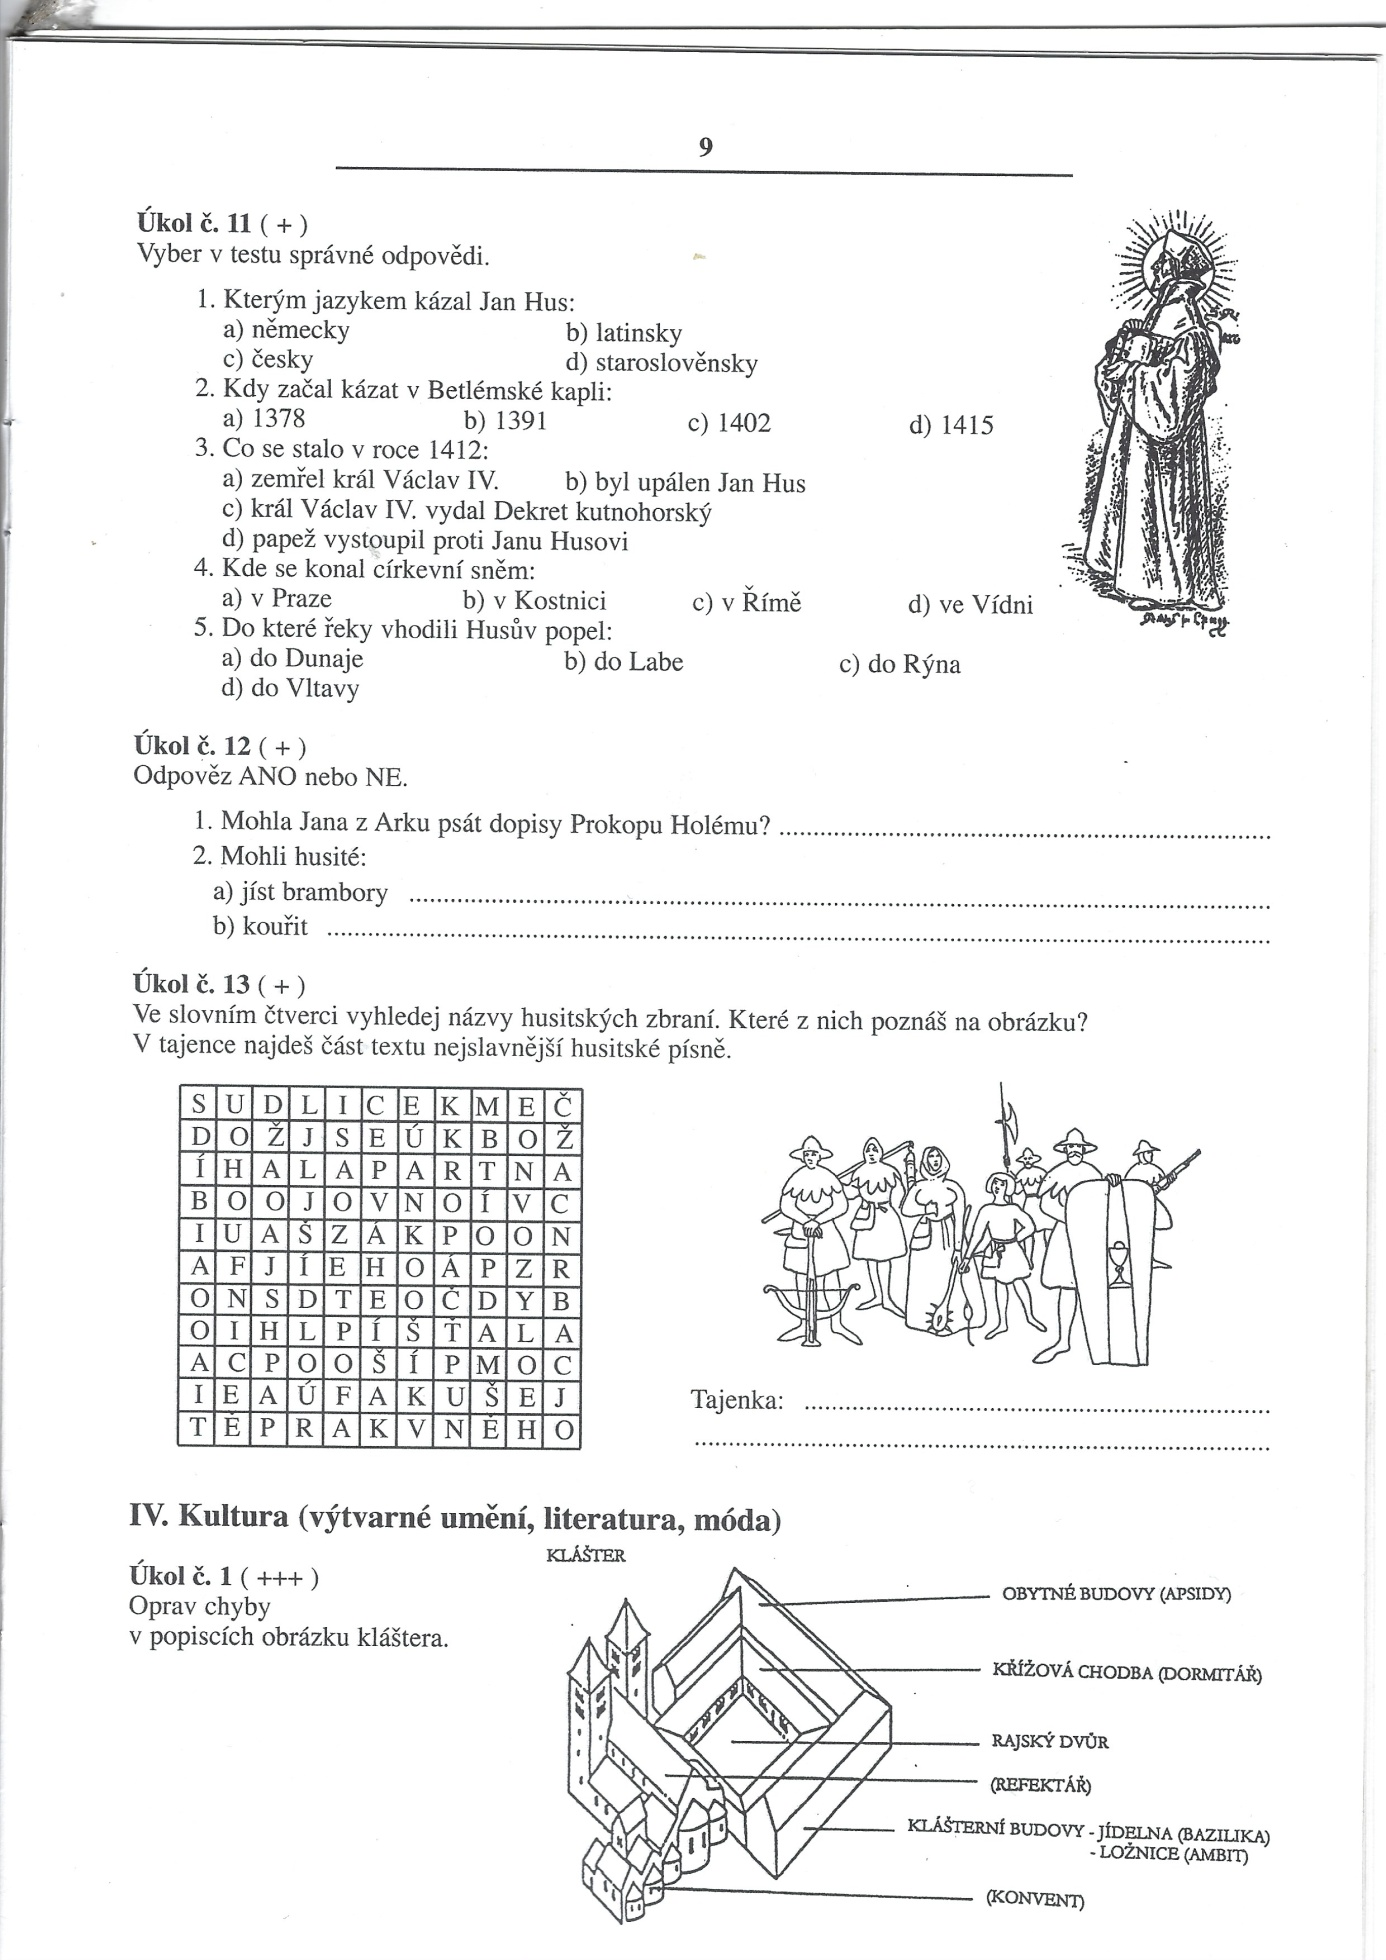 9
Úkol č. 11 ( + )
Vyber v testu správné odpovědi.
1. Kterým jazykem kázal Jan Hus:
a) německy b) latinsky
c) česky d) staroslověnsky
2. Kdy začal kázat v Betlémské kapli:
a) 1378 b) 1391 c) 1402 d) 1415
3. Co se stalo v roce 1412:
a) zemřel král Václav IV. b) byl upálen Jan Hus
c) král Václav IV. vydal Dekret kutnohorský
d) papež vystoupil proti Janu Husovi
4. Kde se konal církevní sněm:
a) v Praze b) v Kostnici c) v Římě d) ve Vídni
5. Do které řeky vhodili Husův popel:
a) do Dunaje b) do Labe c) do Rýna
d) do Vltavy
Úkol č. 12 ( + )
Odpověz ANO nebo NE.
1. Mohla Jana z Arku psát dopisy Prokopu Holému?
2. Mohli husité:
a) jíst brambory
b) kouřit
Úkol č. 13 ( + )
Ve slovním čtverci vyhledej názvy husitských zbraní. Které z nich poznáš na obrázku?
V tajence najdeš část textu nejslavnější husitské písně.
S U D L I C E K M E Č
D O Ž J S E Ú K B O Ž
Í H A L A P A R T N A
B O O J O V N O Í V C
I U A Š Z Á K P O O N
A F J Í E H O Á P Z R
O N S D T E O Č D Y B
O I H L P Í Š Ť A L A
A C P O O Š Í P M O C
I E A Ú F A K U Š E J
T Ě P R A K V N Ě H O
Tajenka:
IV. Kultura (výtvarné umění, literatura, móda)
Úkol č. 1 ( +++ )
Oprav chyby
v popiscích obrázku kláštera.
KLÁŠTER
OBYTNÉ BUDOVY (APSIDY)
KŘÍŽOVÁ CHODBA (DORMITÁŘ)
RAJSKÝ DVŮR
(REFEKTÁŘ)
KLÁŠTERNÍ BUDOVY - JÍDELNA (BAZILIKA)
- LOŽNICE (AMBIT)
(KONVENT)